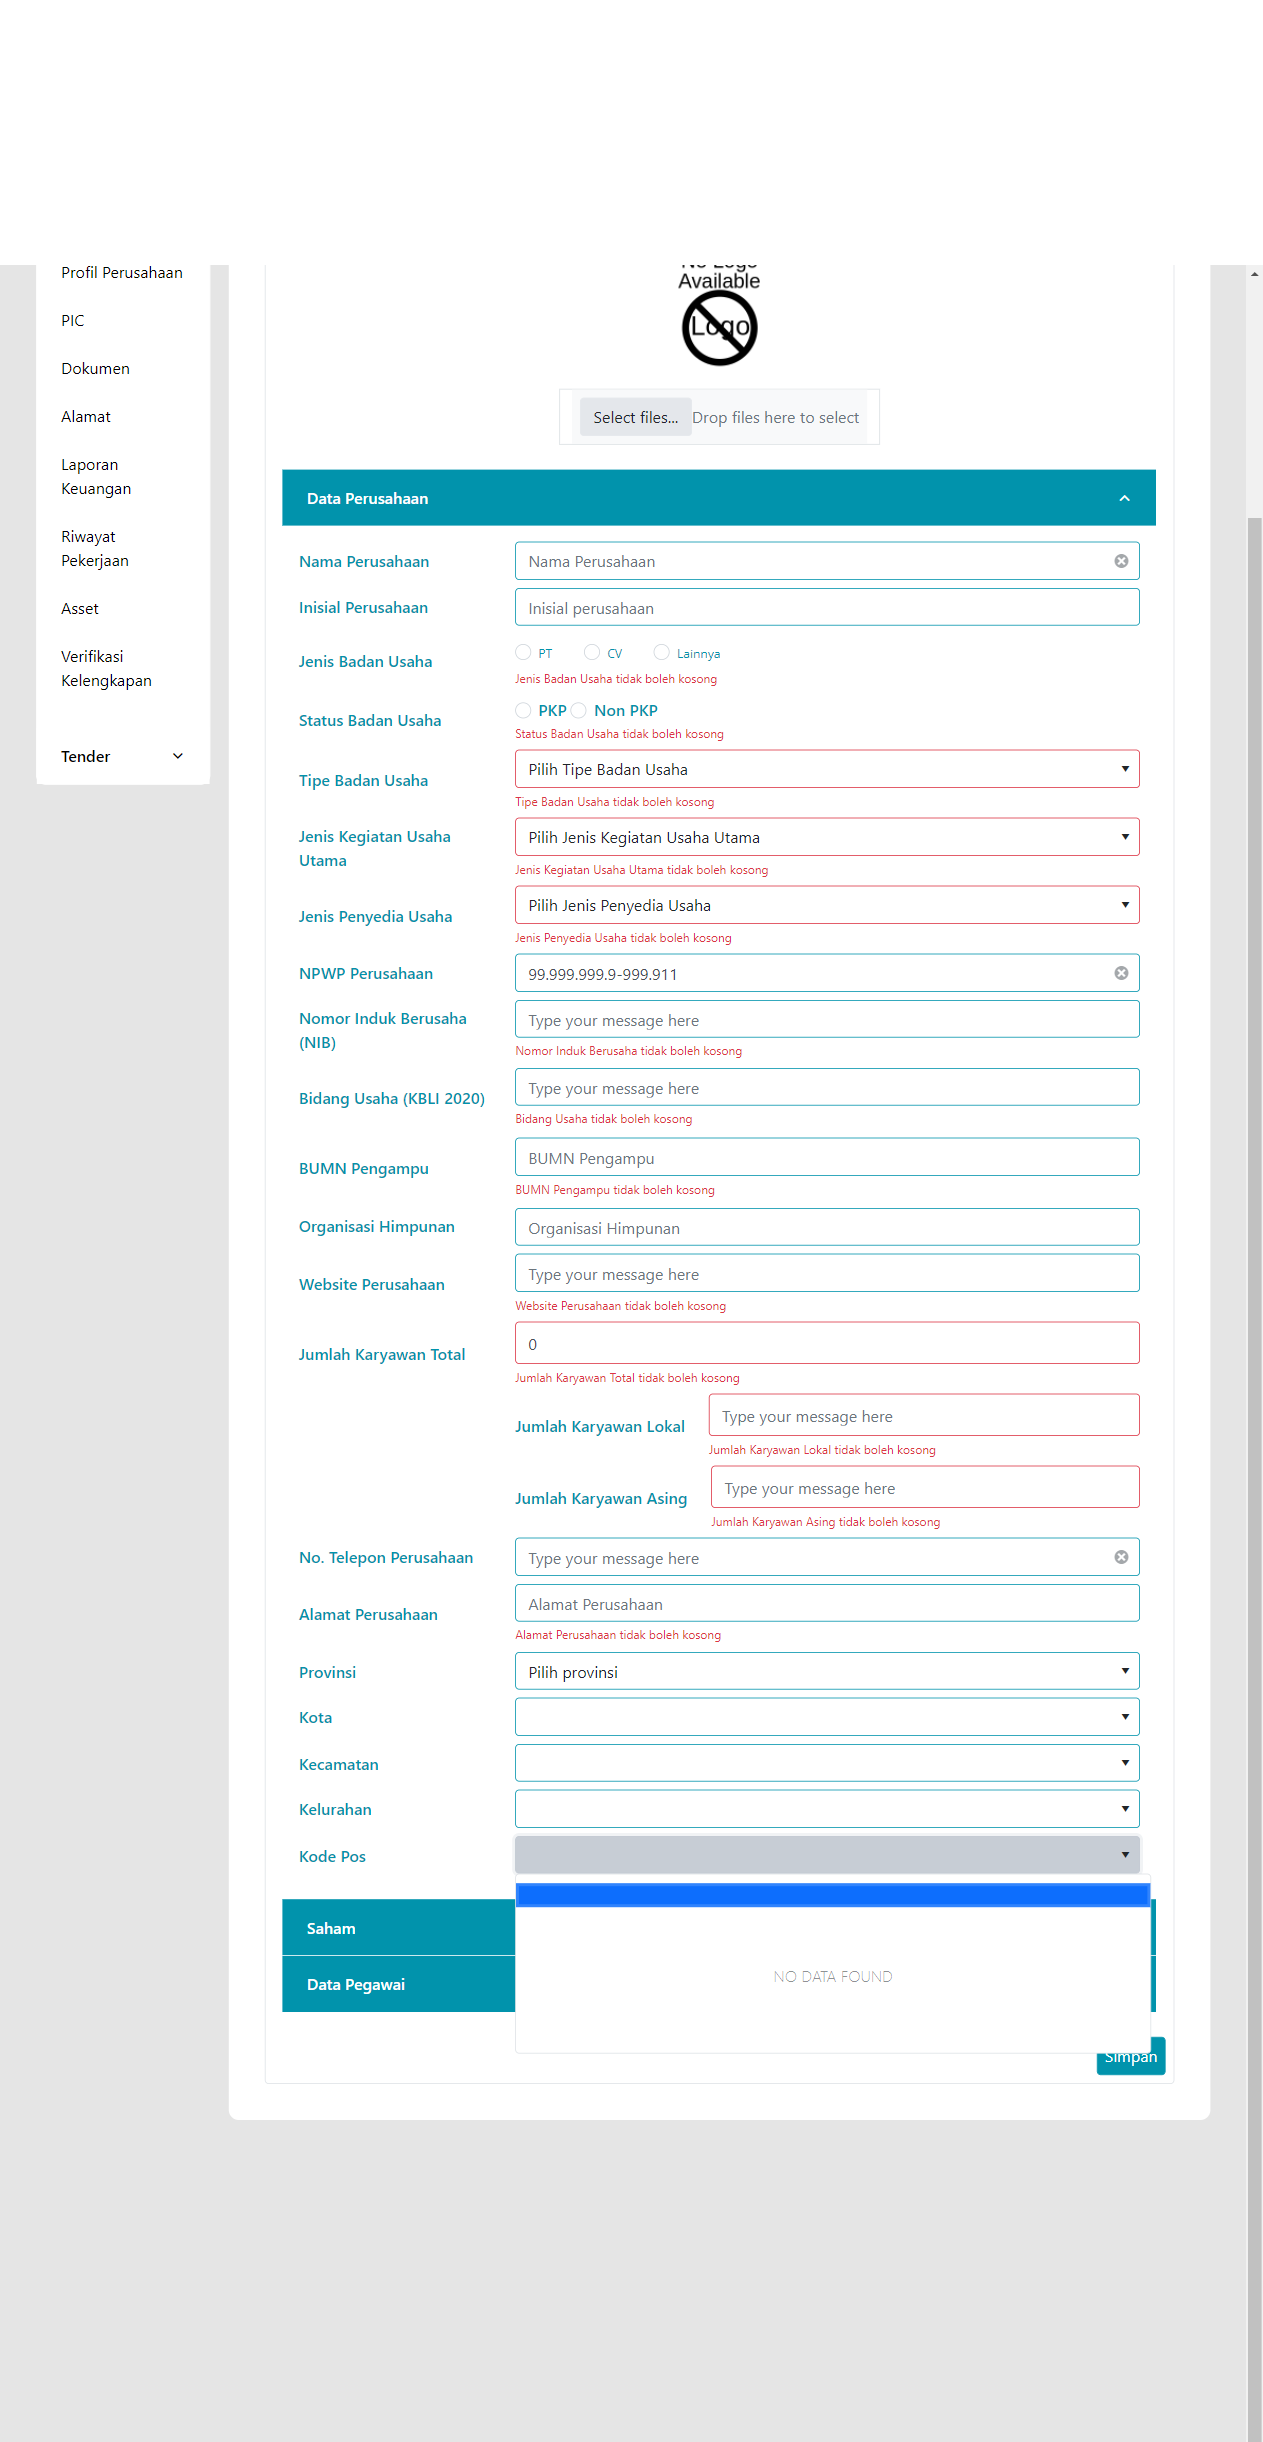 Profil Perusahaan
PIC
Dokumen
Alamat
Laporan
Keuangan
Riwayat
Pekerjaan
Asset
Verifikasi
Kelengkapan
Tender
No Logo
Available
Logo
Select files... Drop files here to select
Data Perusahaan
Nama Perusahaan Nama Perusahaan
Inisial Perusahaan Inisial perusahaan
Jenis Badan Usaha PT CV Lainnya
Jenis Badan Usaha tidak boleh kosong
Status Badan Usaha PKP Non PKP
Status Badan Usaha tidak boleh kosong
Tipe Badan Usaha Pilih Tipe Badan Usaha
Tipe Badan Usaha tidak boleh kosong
Jenis Kegiatan Usaha
Utama
Pilih Jenis Kegiatan Usaha Utama
Jenis Kegiatan Usaha Utama tidak boleh kosong
Jenis Penyedia Usaha Pilih Jenis Penyedia Usaha
Jenis Penyedia Usaha tidak boleh kosong
NPWP Perusahaan 99.999.999.9-999.911
Nomor Induk Berusaha
(NIB)
Type your message here
Nomor Induk Berusaha tidak boleh kosong
Bidang Usaha (KBLI 2020) Type your message here
Bidang Usaha tidak boleh kosong
BUMN Pengampu BUMN Pengampu
BUMN Pengampu tidak boleh kosong
Organisasi Himpunan Organisasi Himpunan
Website Perusahaan Type your message here
Website Perusahaan tidak boleh kosong
Jumlah Karyawan Total 0
Jumlah Karyawan Total tidak boleh kosong
Jumlah Karyawan Lokal Type your message here
Jumlah Karyawan Lokal tidak boleh kosong
Jumlah Karyawan Asing Type your message here
Jumlah Karyawan Asing tidak boleh kosong
No. Telepon Perusahaan Type your message here
Alamat Perusahaan Alamat Perusahaan
Alamat Perusahaan tidak boleh kosong
Provinsi Pilih provinsi
Kota
Kecamatan
Kelurahan
Kode Pos
Saham
NO DATA FOUND
Data Pegawai
Simpan